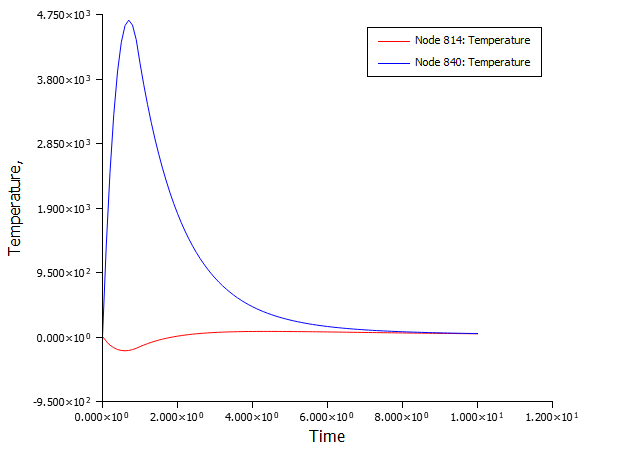 4.750×10³
Node 814: Temperature
Node 840: Temperature
3.800×10³
2.850×10³
Temperature,
1.900×10³
9.500×10²
0.000×10⁰
-9.500×10²
0.000×10⁰ 2.000×10⁰ 4.000×10⁰ 6.000×10⁰ 8.000×10⁰ 1.000×10¹ 1.200×10¹
Time